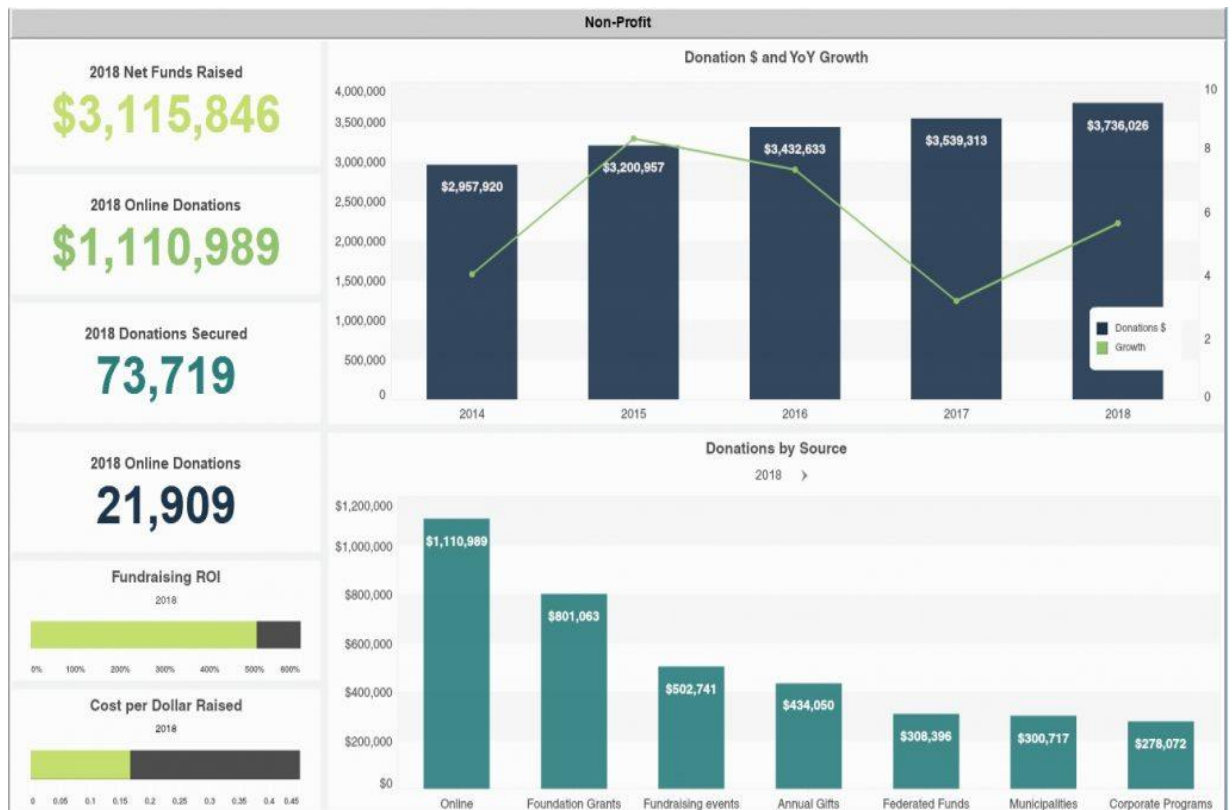 Non-Profit
2018 Net Funds Raised
$3,115,846
2018 Online Donations
$1,110,989
2018 Donations Secured
73,719
2018 Online Donations
21,909
Fundraising ROI
2018
0% 100% 200% 300% 400% 500% 600%
Cost per Dollar Raised
2018
0 0.05 0.1 0.15 0.2 0.25 0.3 0.35 0.4 0.45
Donation $ and YoY Growth
4,000,000
3,500,000
3,000,000
2,500,000
2,000,000
1,500,000
1,000,000
500,000
0
10
8
6
4
2
0
$2,957,920
$3,200,957
$3,432,633
$3,539,313
$3,736,026
Donations $
Growth
2014 2015 2016 2017 2018
Donations by Source
2018 >
$1,200,000
$1,000,000
$800,000
$600,000
$400,000
$200,000
$0
$1,110,989
$801,063
$502,741
$434,050
$308,396
$300,717
$278,072
Online Foundation Grants Fundraising events Annual Gifts Federated Funds Municipalities Corporate Programs